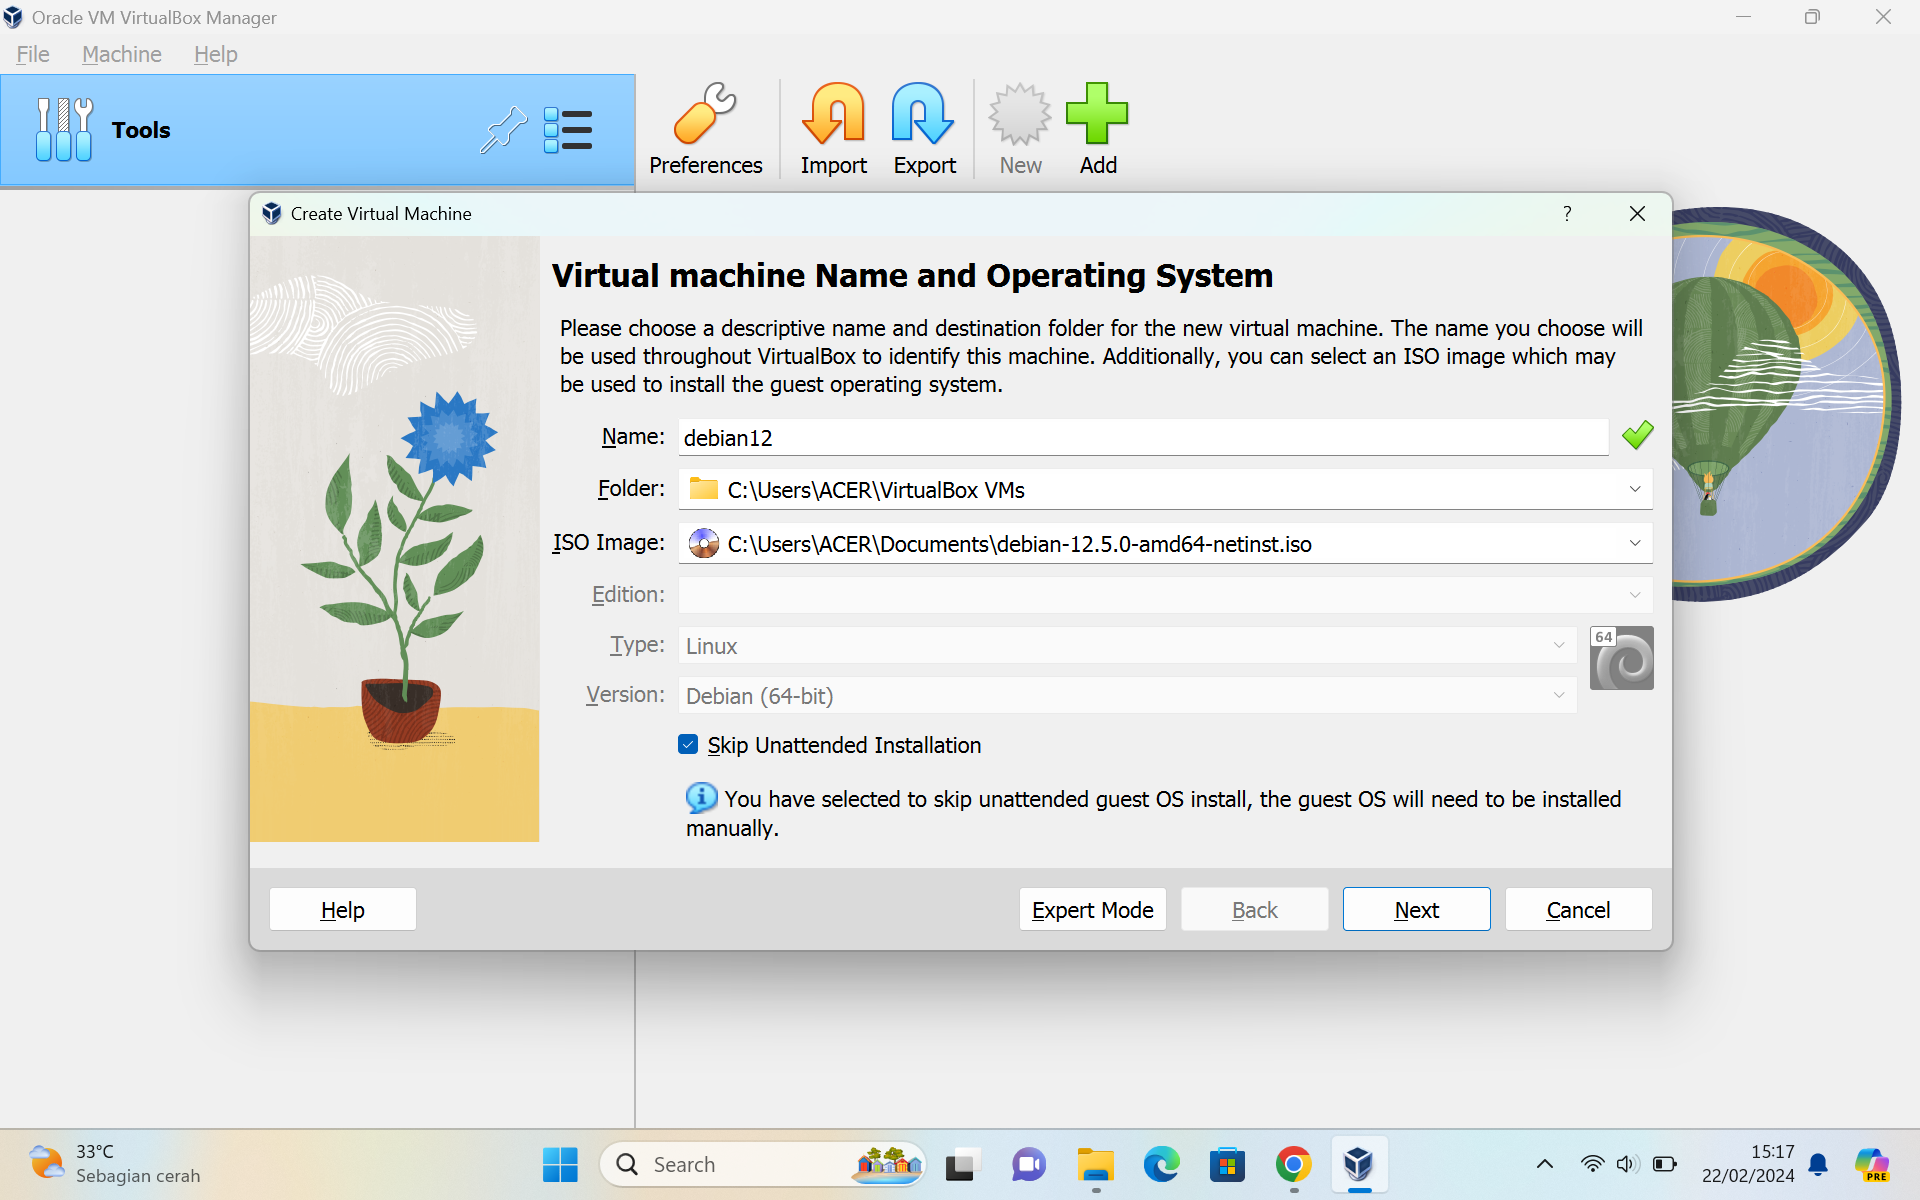 Oracle VM VirtualBox Manager
File Machine Help
Tools
Preferences Import Export New Add
Create Virtual Machine
?
Virtual machine Name and Operating System
Please choose a descriptive name and destination folder for the new virtual machine. The name you choose will
be used throughout VirtualBox to identify this machine. Additionally, you can select an ISO image which may
be used to install the guest operating system.
Name: debian12
Folder: C:\Users\ACER\VirtualBox VMs
ISO Image: C:\Users\ACER\Documents\debian-12.5.0-amd64-netinst.iso
Edition:
Type: Linux
64
Version: Debian (64-bit)
Skip Unattended Installation
You have selected to skip unattended guest OS install, the guest OS will need to be installed
manually.
Help Expert Mode Back Next Cancel
33°C
Sebagian cerah
Search
15:17
22/02/2024
PRE